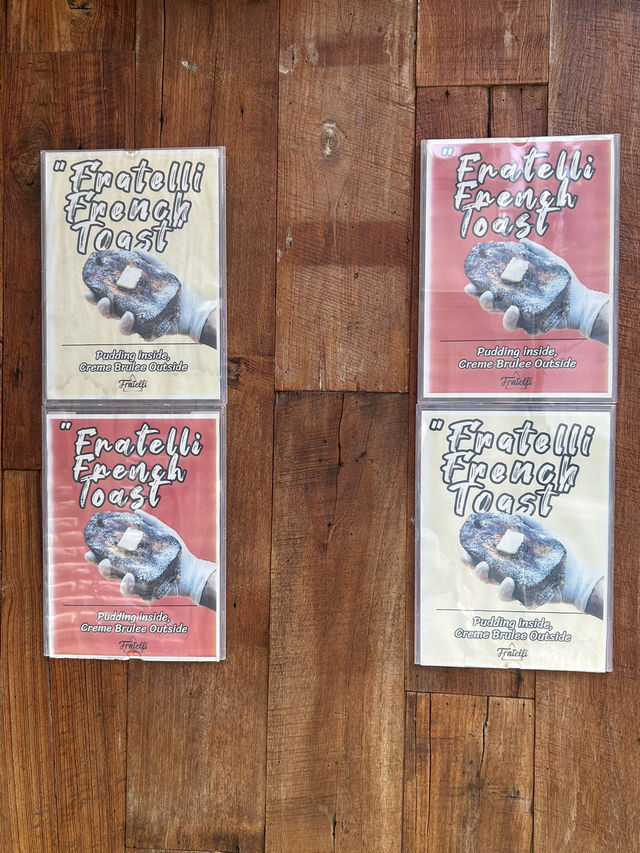 "Fratelli
French
Toast"
Pudding inside,
Creme Brulee Outside
Fratelli
"Fratelli
French
Toast"
Pudding inside,
Creme Brulee Outside
Fratelli
"Fratelli
French
Toast"
Pudding inside,
Creme Brulee Outside
Fratelli
"Fratelli
French
Toast"
Pudding inside,
Creme Brulee Outside
Fratelli